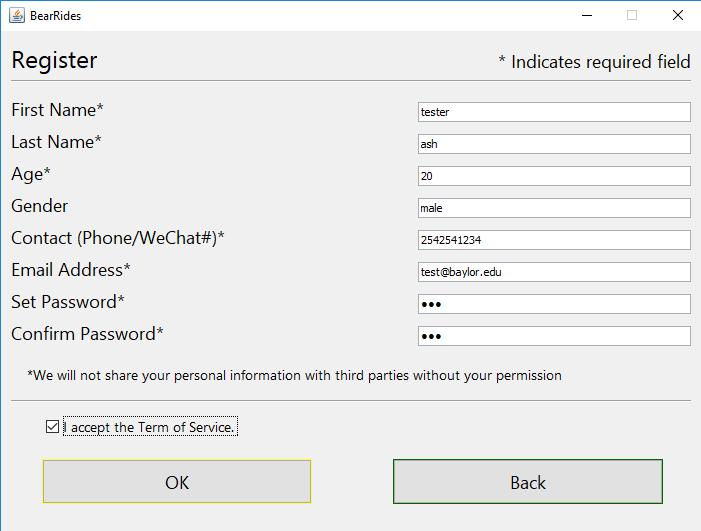 BearRides
Register
* Indicates required field
First Name* tester
Last Name* ash
Age* 20
Gender male
Contact (Phone/WeChat#)* 2542541234
Email Address* test@baylor.edu
Set Password* •••
Confirm Password* •••
*We will not share your personal information with third parties without your permission
I accept the Term of Service.
OK Back